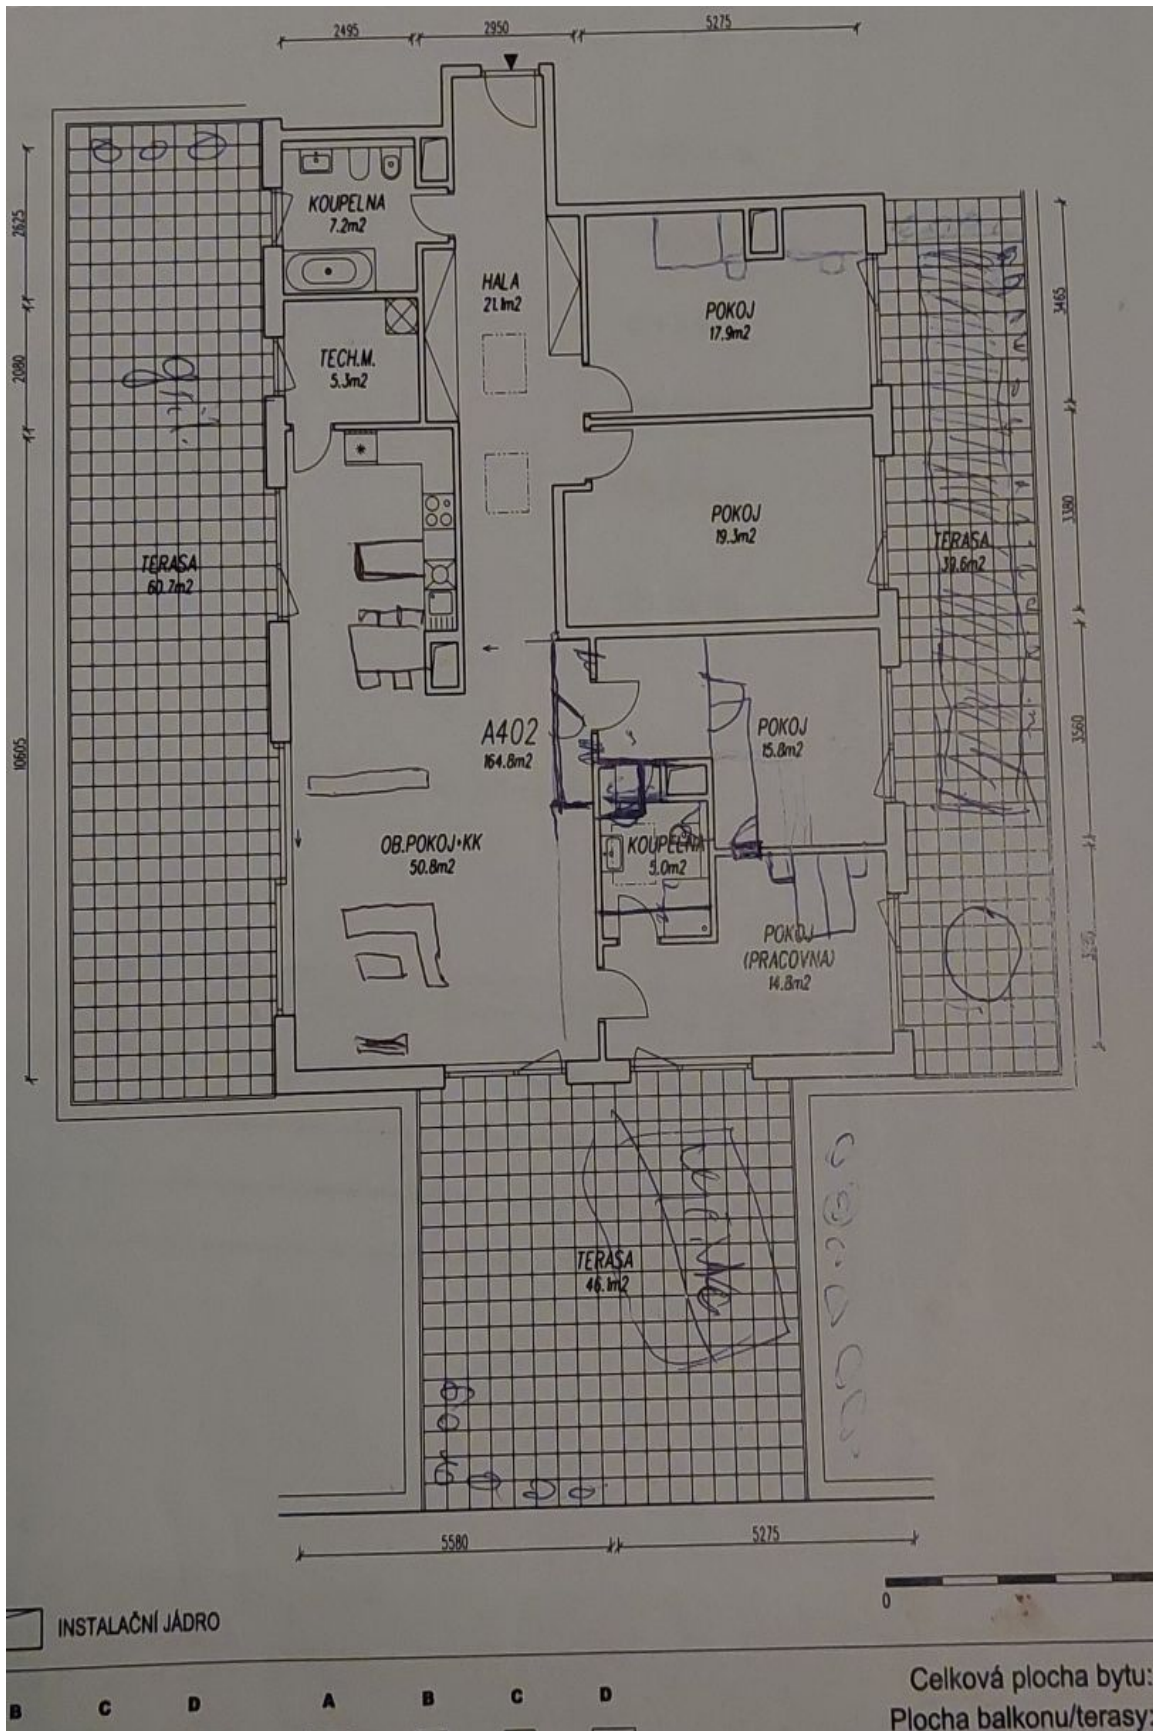 2495
2950
5275
2625
2080
10605
KOUPELNA
7.2m2
HALA
21.1m2
TECH.M.
5.3m2
POKOJ
17.9m2
3465
POKOJ
19.3m2
3380
TERASA
60.7m2
TERASA
39.6m2
A402
164.8m2
POKOJ
15.8m2
3560
OB.POKOJ+KK
50.8m2
KOUPELNA
5.0m2
POKOJ
(PRACOVNA)
14.8m2
TERASA
46.1m2
5580
5275
0
INSTALAČNÍ JÁDRO
B C D A B C D
Celková plocha bytu:
Plocha balkonu/terasy: